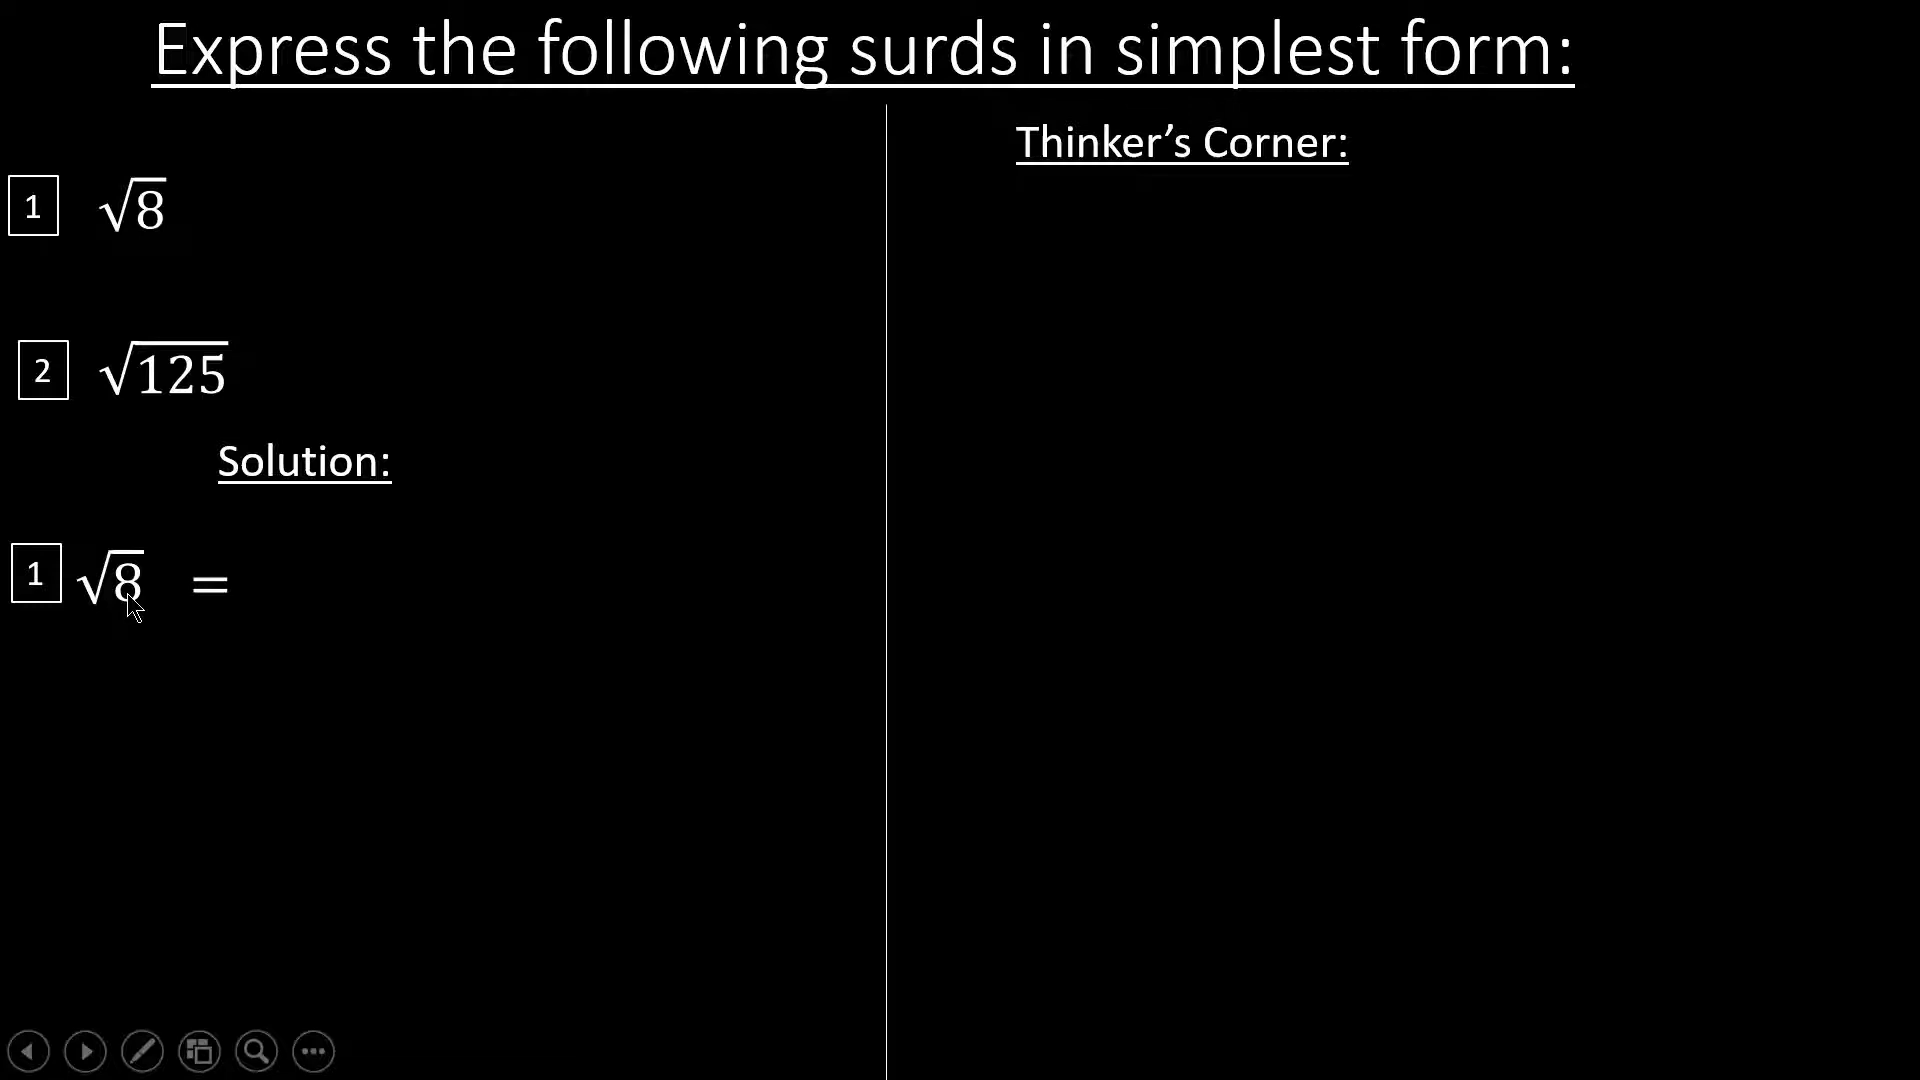 Express the following surds in simplest form:
1 √8
2 √125
Solution:
1 √8 =
Thinker’s Corner: